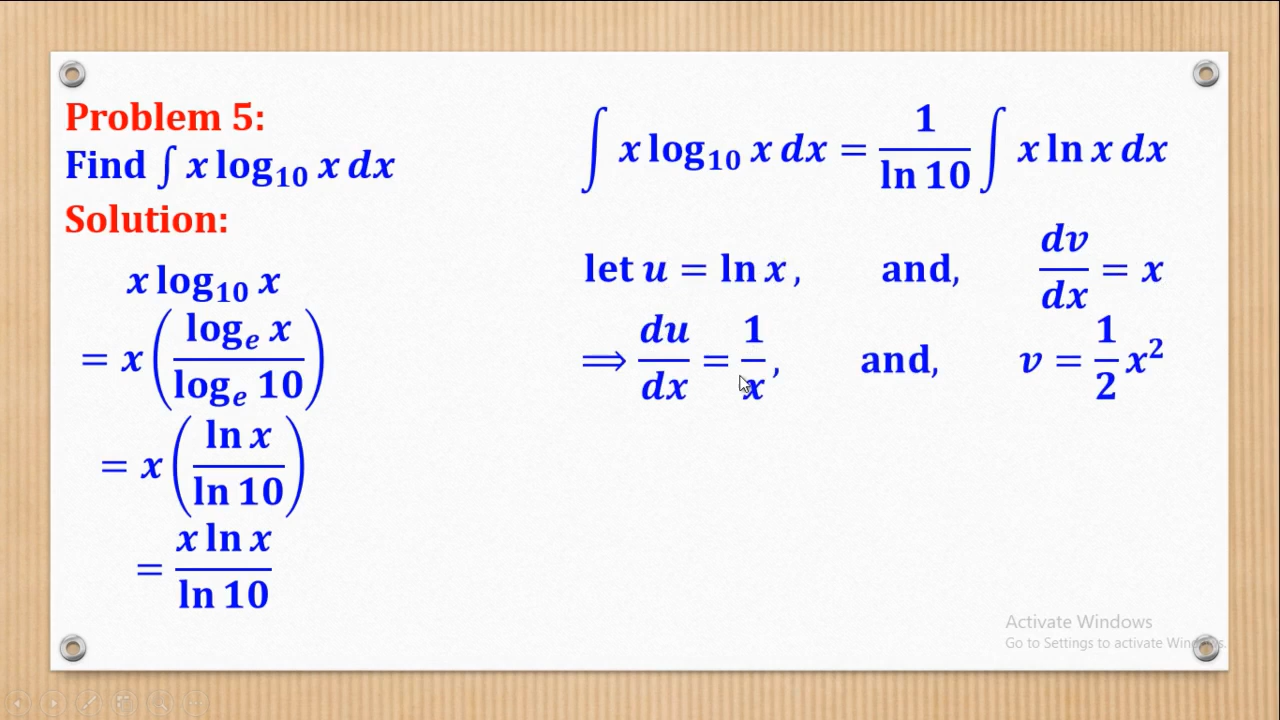 Problem 5:
Find ∫ x log₁₀ x dx
Solution:
x log₁₀ x
= x (logₑ x / logₑ 10)
= x (ln x / ln 10)
= x ln x / ln 10
∫ x log₁₀ x dx = 1/ln 10 ∫ x ln x dx
let u = ln x , and, dv/dx = x
⟹ du/dx = 1/x, and, v = 1/2 x²
Activate Windows
Go to Settings to activate Windows.